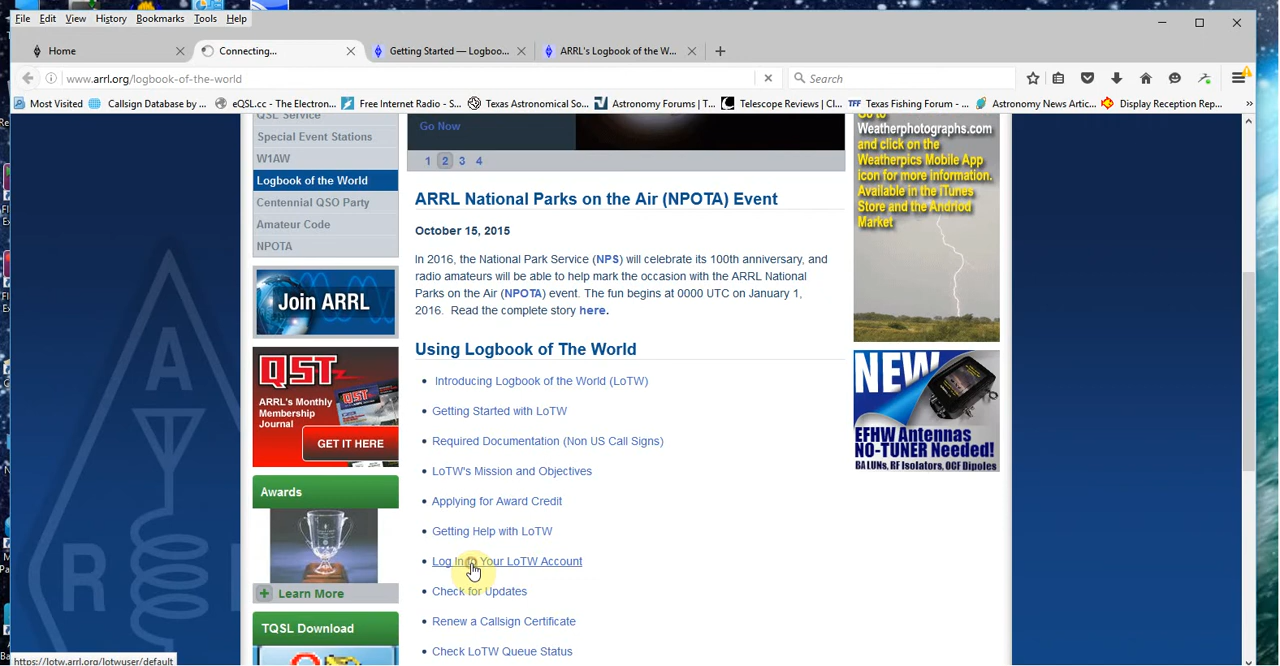 File Edit View History Bookmarks Tools Help
Home
Connecting...
Getting Started — Logboo...
ARRL's Logbook of the W...
www.arrl.org/logbook-of-the-world
Search
Most Visited
Callsign Database by ...
eQSL.cc - The Electron...
Free Internet Radio - S...
Texas Astronomical So...
Astronomy Forums | T...
Telescope Reviews | Cl...
TFF Texas Fishing Forum - ...
Astronomy News Artic...
Display Reception Rep...
QSL Service
Special Event Stations
W1AW
Logbook of the World
Centennial QSO Party
Amateur Code
NPOTA
Join ARRL
QST
ARRL's Monthly
Membership
Journal
GET IT HERE
Awards
Learn More
TQSL Download
Go Now
1 2 3 4
ARRL National Parks on the Air (NPOTA) Event
October 15, 2015
In 2016, the National Park Service (NPS) will celebrate its 100th anniversary, and
radio amateurs will be able to help mark the occasion with the ARRL National
Parks on the Air (NPOTA) event. The fun begins at 0000 UTC on January 1,
2016. Read the complete story here.
Using Logbook of The World
Introducing Logbook of the World (LoTW)
Getting Started with LoTW
Required Documentation (Non US Call Signs)
LoTW's Mission and Objectives
Applying for Award Credit
Getting Help with LoTW
Log Into Your LoTW Account
Check for Updates
Renew a Callsign Certificate
Check LoTW Queue Status
Go to
Weatherphotographs.com
and click on the
Weatherpics Mobile App
icon for more information.
Available in the iTunes
Store and the Andriod
Market
NEW
EFHW Antennas
NO-TUNER Needed!
BALUNs, RF Isolators, OCF Dipoles
A
R R
https://lotw.arrl.org/lotwuser/default